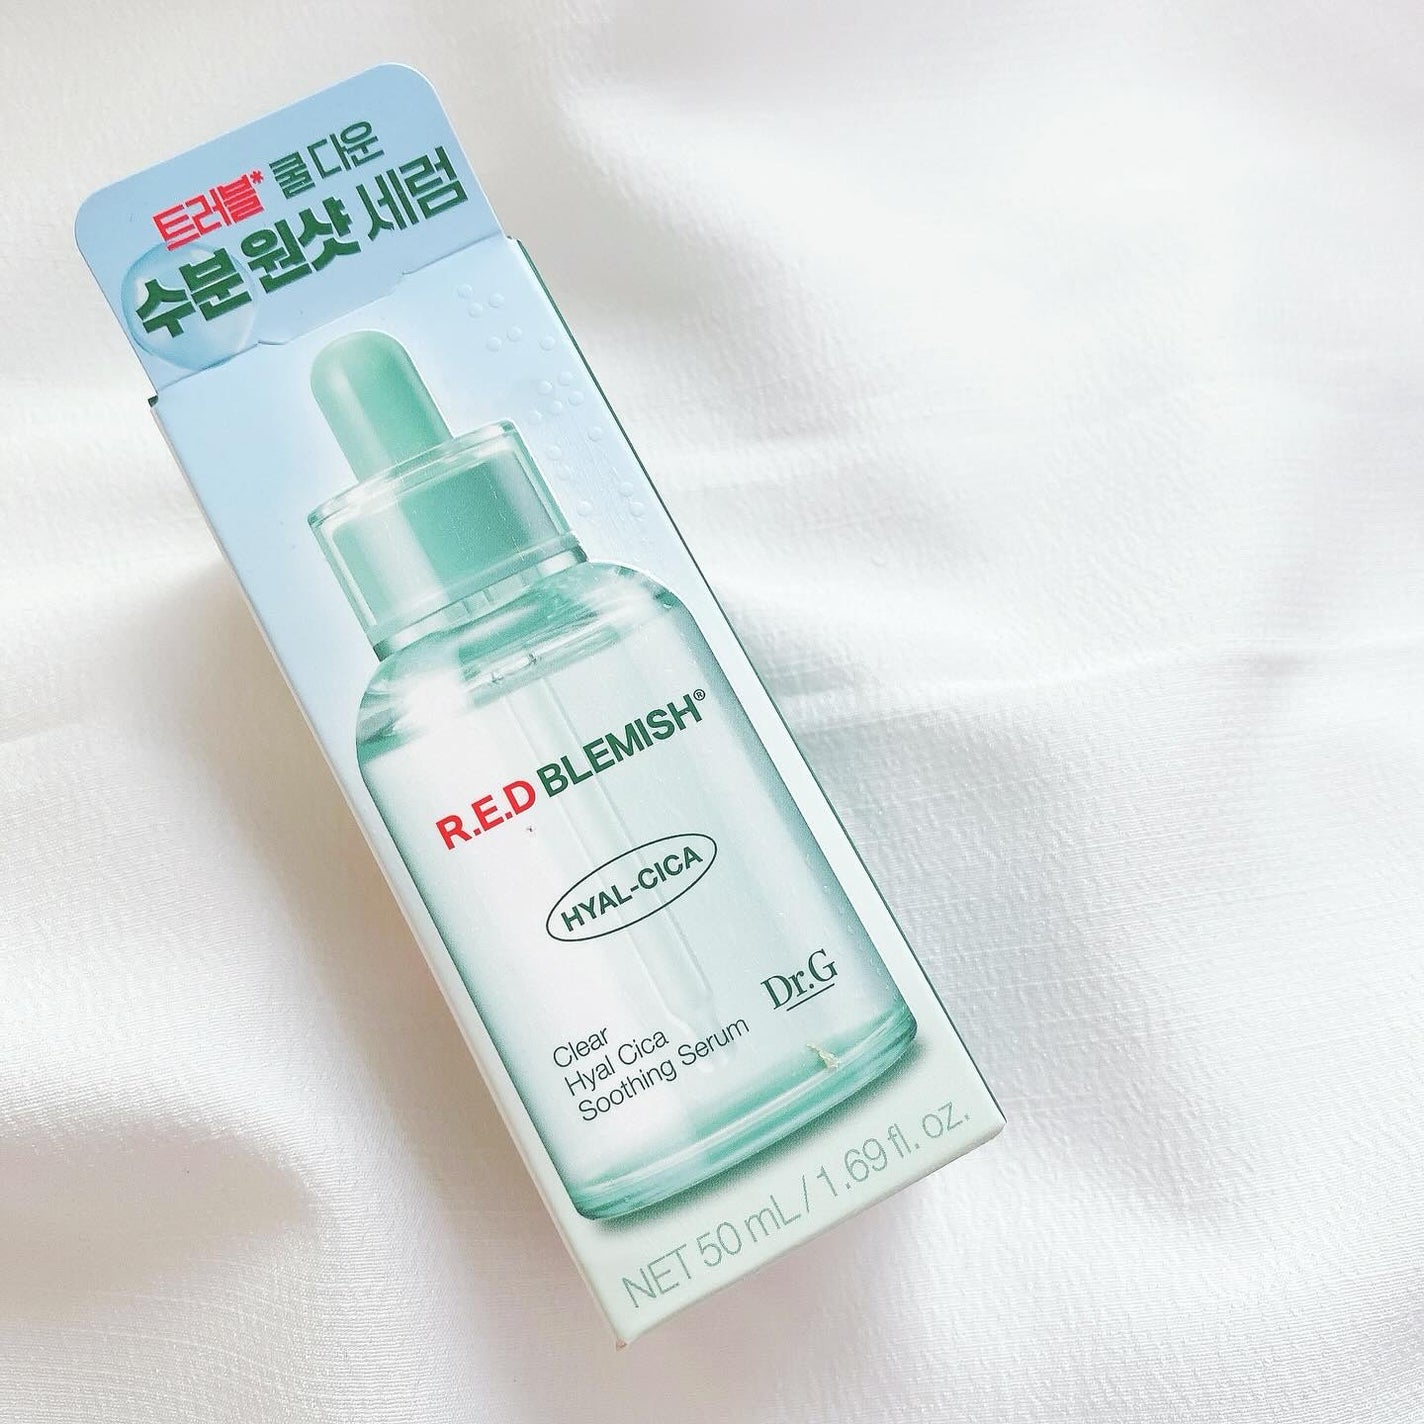 트러블* 쿨 다운
수분 원샷 세럼
R.E.D BLEMISH®
HYAL-CICA
Dr.G
Clear
Hyal Cica
Soothing Serum
NET 50 mL / 1.69 fl. oz.